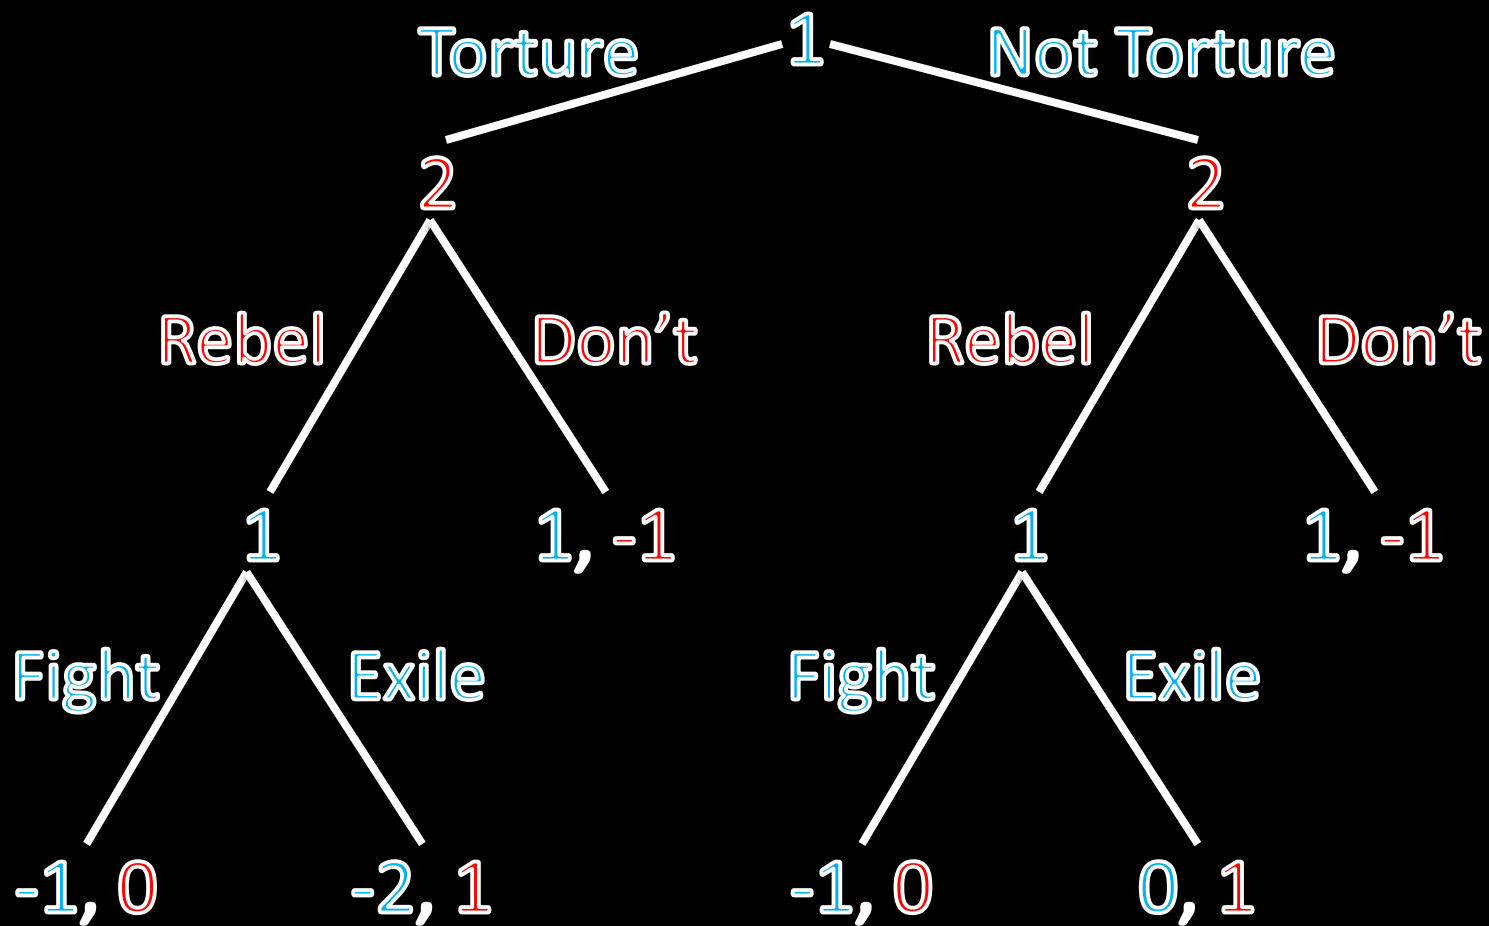 Torture 1 Not Torture
2 2
Rebel Don’t Rebel Don’t
1 1, -1 1 1, -1
Fight Exile Fight Exile
-1, 0 -2, 1 -1, 0 0, 1